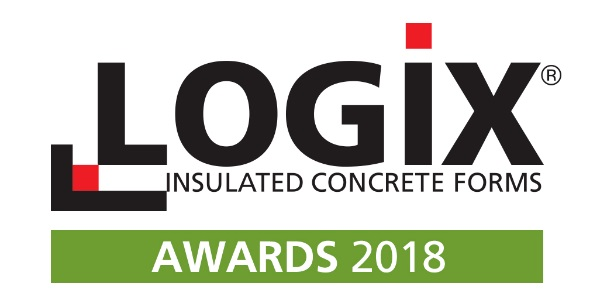 LOGiX®
INSULATED CONCRETE FORMS
AWARDS 2018